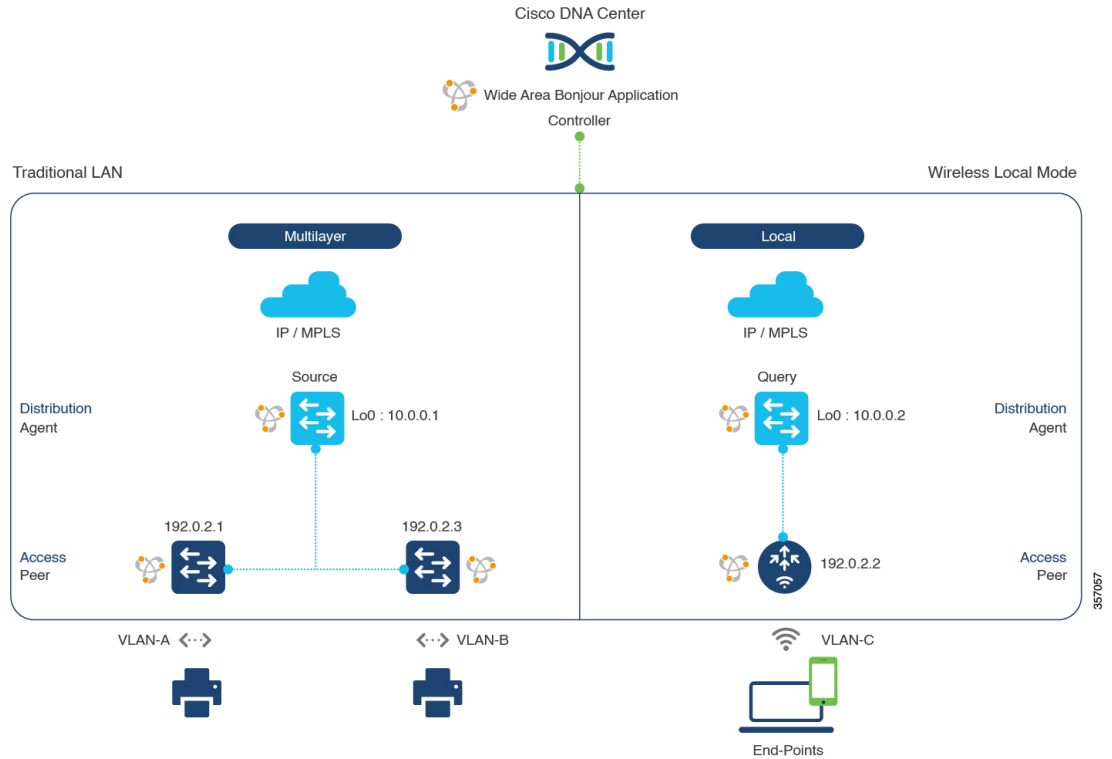 Cisco DNA Center
Wide Area Bonjour Application
Controller
Traditional LAN
Wireless Local Mode
Multilayer
Local
IP / MPLS
IP / MPLS
Source
Query
Distribution
Agent
Lo0 : 10.0.0.1
Lo0 : 10.0.0.2
Distribution
Agent
192.0.2.1
192.0.2.3
Access
Peer
192.0.2.2
Access
Peer
357057
VLAN-A
VLAN-B
VLAN-C
End-Points